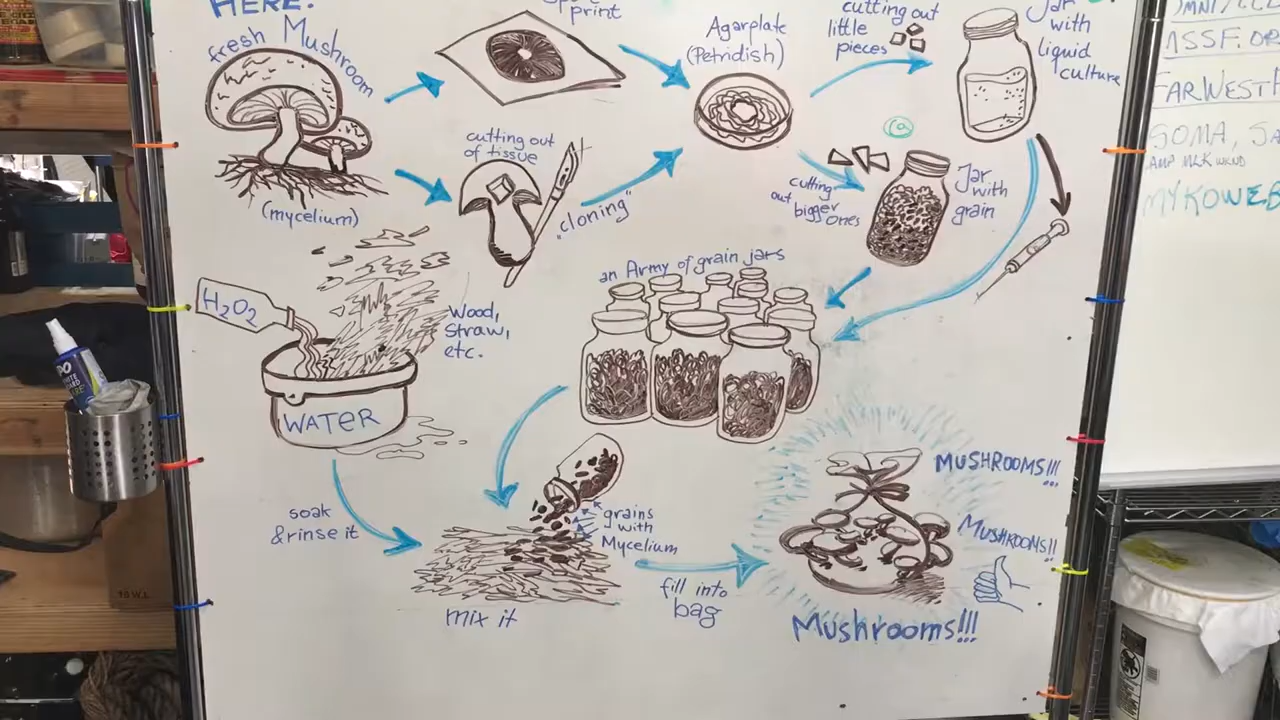 HERE:
fresh Mushroom
(mycelium)
print
cutting out
of tissue
"cloning"
Agarplate
(Petridish)
cutting out
little
pieces
Jar
with
liquid
culture
cutting
out bigger
ones
Jar
with
grain
an Army of grain jars
H2O2
Wood,
Straw,
etc.
WATER
soak
& rinse it
mix it
grains
with
Mycelium
fill into
bag
MUSHROOMS!!!
MUSHROOMS!!
Mushrooms!!!
FARWEST
SOMA,
MYKOWEB